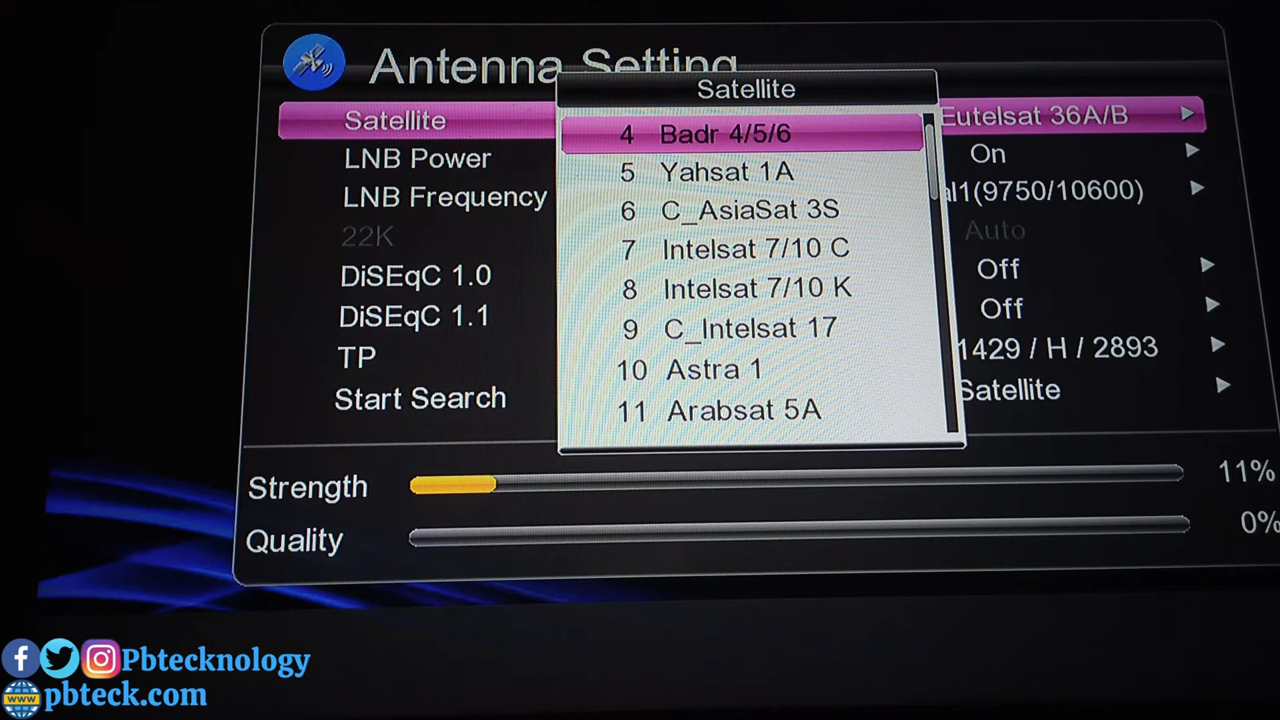 Antenna Setting
Satellite
Satellite Eutelsat 36A/B
LNB Power On
LNB Frequency al1(9750/10600)
22K Auto
DiSEqC 1.0 Off
DiSEqC 1.1 Off
TP 1429 / H / 2893
Start Search Satellite
4 Badr 4/5/6
5 Yahsat 1A
6 C_AsiaSat 3S
7 Intelsat 7/10 C
8 Intelsat 7/10 K
9 C_Intelsat 17
10 Astra 1
11 Arabsat 5A
Strength 11%
Quality 0%
Pbtecknology
www pbteck.com